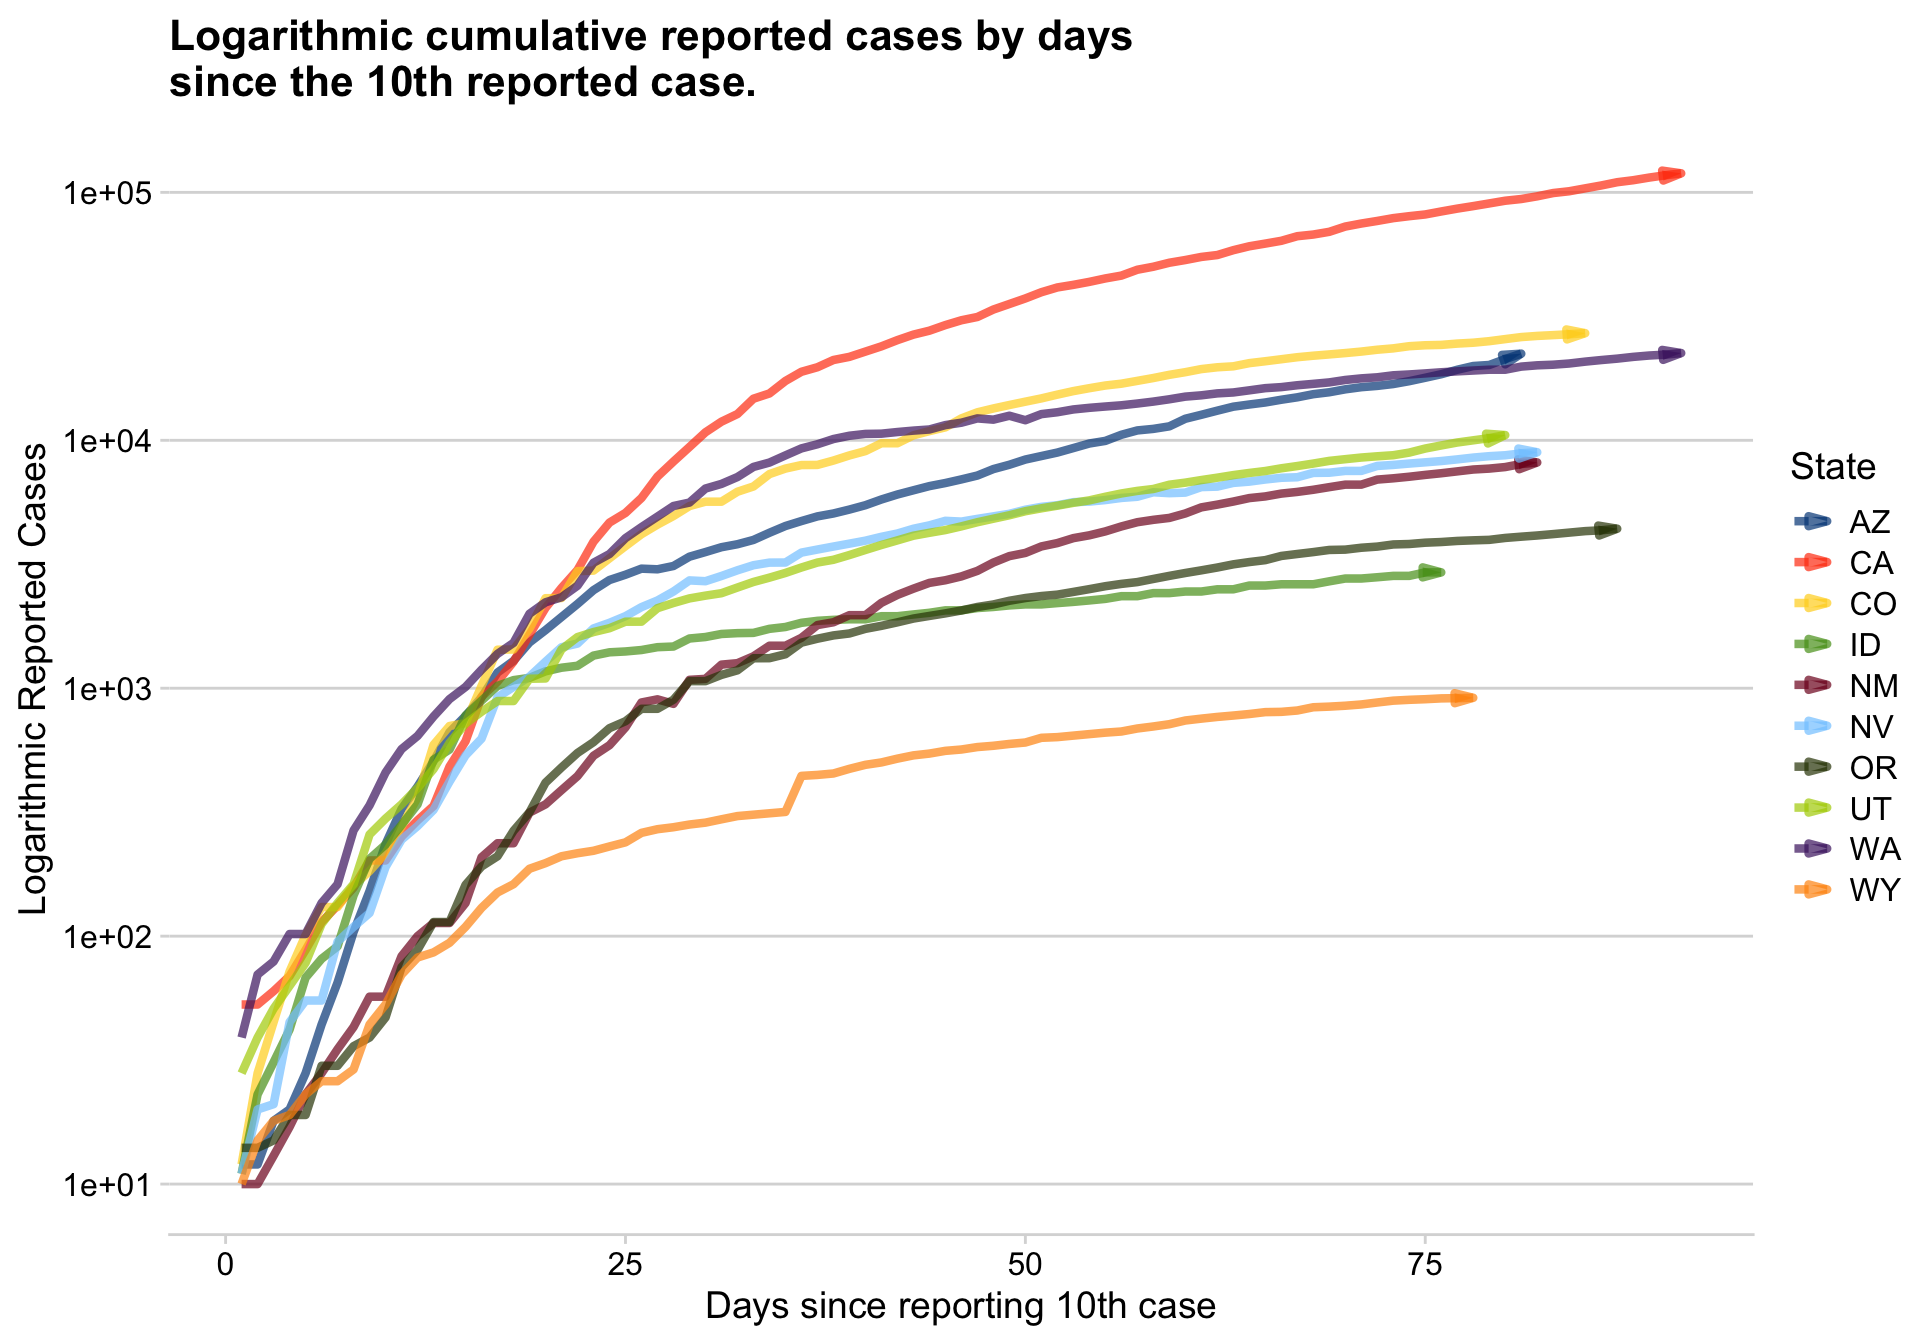 Logarithmic cumulative reported cases by days
since the 10th reported case.
1e+05
1e+04
1e+03
1e+02
1e+01
Logarithmic Reported Cases
0
25
50
75
Days since reporting 10th case
State
AZ
CA
CO
ID
NM
NV
OR
UT
WA
WY